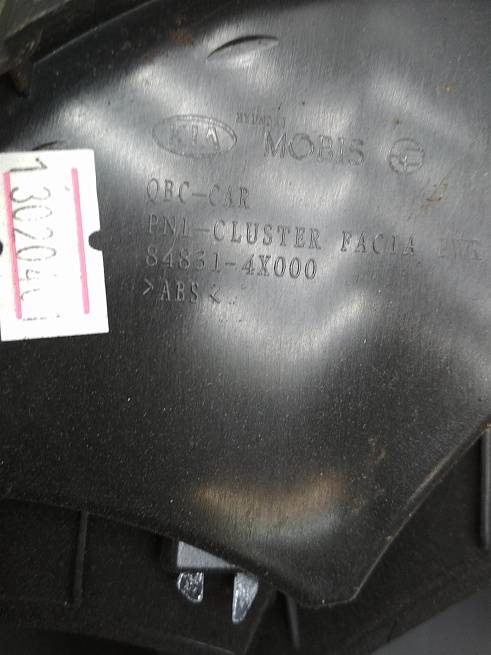 KIA
HYUNDAI
MOBIS
QBC-CAR
PNL-CLUSTER FACIA
84831-4X000
>ABS<